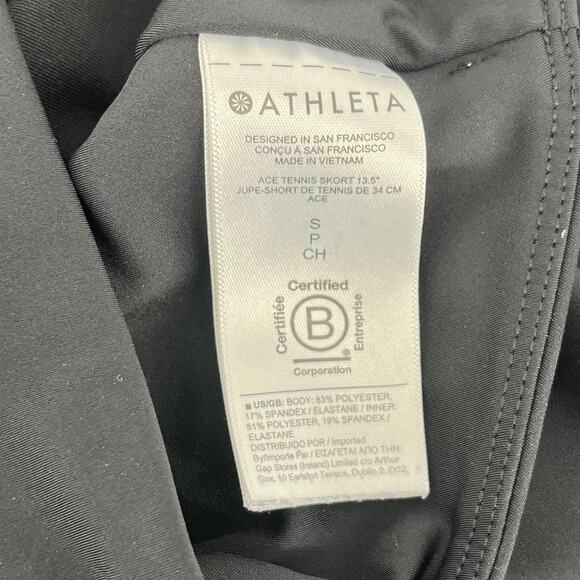 ATHLETA
DESIGNED IN SAN FRANCISCO
CONÇU À SAN FRANCISCO
MADE IN VIETNAM
ACE TENNIS SKORT 13.5"
JUPE-SHORT DE TENNIS DE 34 CM
ACE
S
P
CH
Certified
Certifiée
B
Entreprise
Corporation
US/GB: BODY: 83% POLYESTER,
17% SPANDEX / ELASTANE / INNER:
81% POLYESTER, 19% SPANDEX /
ELASTANE
DISTRIBUIDO POR / Imported
By/Importe Par / ΕΙΣΑΓΕΤΑΙ ΑΠΟ ΤΗΝ:
Gap Stores (Ireland) Limited c/o Arthur
Cox, 10 Earlsfort Terrace, Dublin 2, D02,